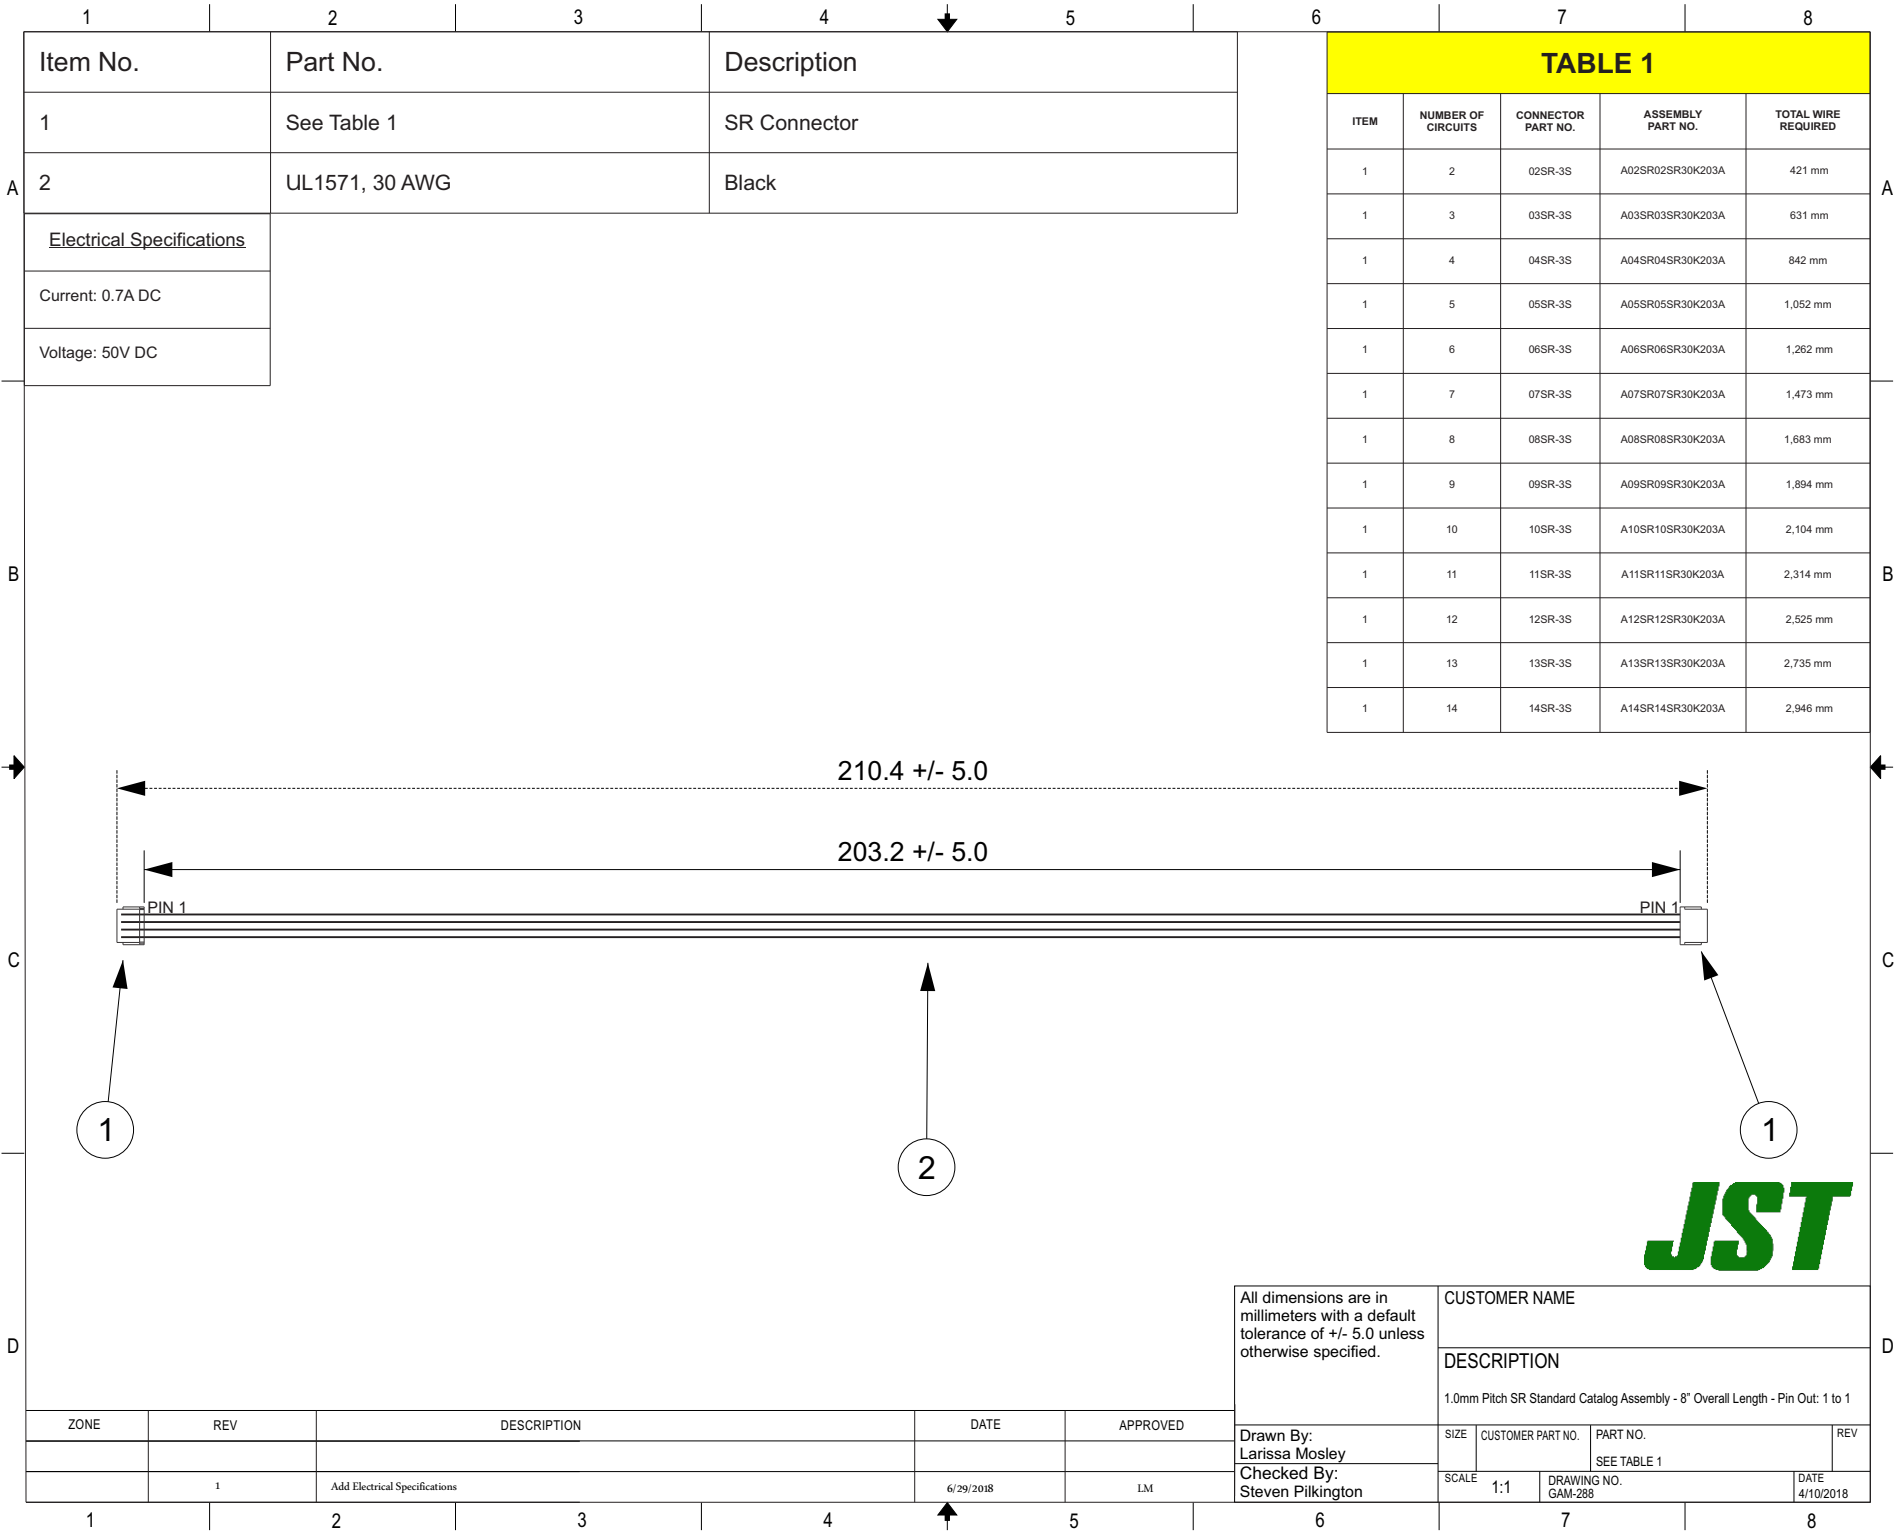 1 2 3 4 5 6 7 8
Item No. Part No. Description
1 See Table 1 SR Connector
2 UL1571, 30 AWG Black
Electrical Specifications
Current: 0.7A DC
Voltage: 50V DC
TABLE 1
ITEM NUMBER OF CIRCUITS CONNECTOR PART NO. ASSEMBLY PART NO. TOTAL WIRE REQUIRED
1 2 02SR-3S A02SR02SR30K203A 421 mm
1 3 03SR-3S A03SR03SR30K203A 631 mm
1 4 04SR-3S A04SR04SR30K203A 842 mm
1 5 05SR-3S A05SR05SR30K203A 1,052 mm
1 6 06SR-3S A06SR06SR30K203A 1,262 mm
1 7 07SR-3S A07SR07SR30K203A 1,473 mm
1 8 08SR-3S A08SR08SR30K203A 1,683 mm
1 9 09SR-3S A09SR09SR30K203A 1,894 mm
1 10 10SR-3S A10SR10SR30K203A 2,104 mm
1 11 11SR-3S A11SR11SR30K203A 2,314 mm
1 12 12SR-3S A12SR12SR30K203A 2,525 mm
1 13 13SR-3S A13SR13SR30K203A 2,735 mm
1 14 14SR-3S A14SR14SR30K203A 2,946 mm
A A
B B
210.4 +/- 5.0
203.2 +/- 5.0
PIN 1 PIN 1
C C
1 2 1
JST
D D
All dimensions are in
millimeters with a default
tolerance of +/- 5.0 unless
otherwise specified.
CUSTOMER NAME
DESCRIPTION
1.0mm Pitch SR Standard Catalog Assembly - 8" Overall Length - Pin Out: 1 to 1
ZONE REV DESCRIPTION DATE APPROVED
1 Add Electrical Specifications 6/29/2018 LM
Drawn By:
Larissa Mosley
Checked By:
Steven Pilkington
SIZE CUSTOMER PART NO. PART NO. REV
SEE TABLE 1
SCALE 1:1 DRAWING NO. DATE
GAM-288 4/10/2018
1 2 3 4 5 6 7 8